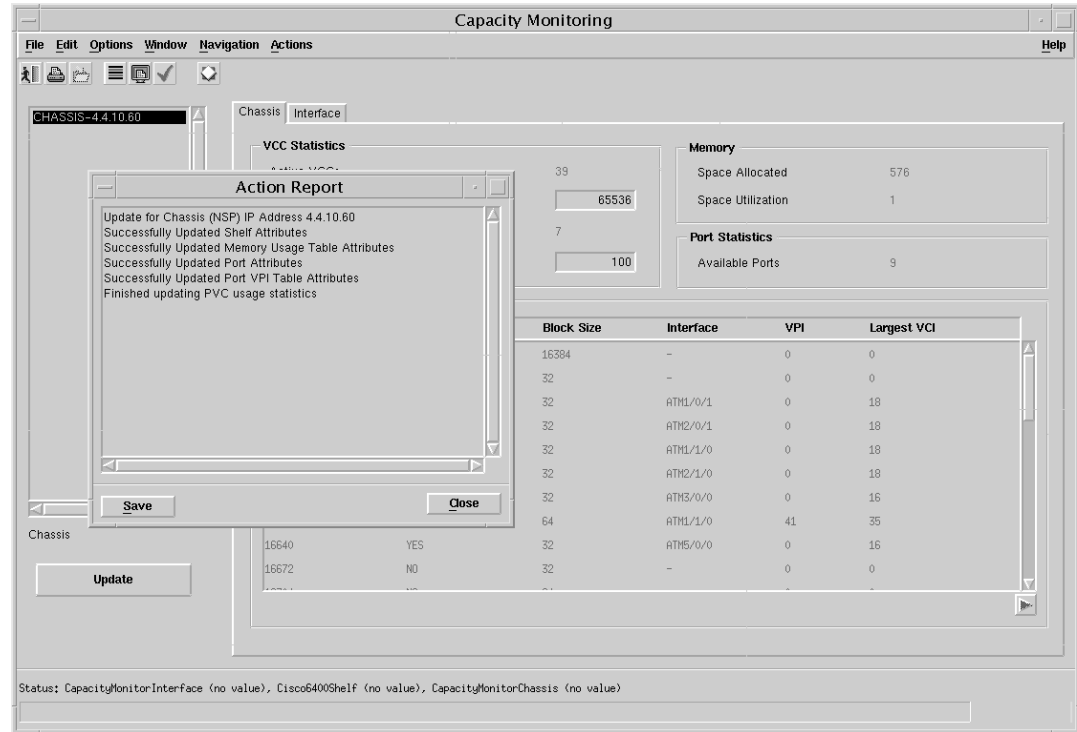 Capacity Monitoring
File Edit Options Window Navigation Actions Help
CHASSIS-4.4.10.60
Chassis Interface
VCC Statistics
39
65536
7
100
Memory
Space Allocated 576
Space Utilization 1
Port Statistics
Available Ports 9
Action Report
Update for Chassis (NSP) IP Address 4.4.10.60
Successfully Updated Shelf Attributes
Successfully Updated Memory Usage Table Attributes
Successfully Updated Port Attributes
Successfully Updated Port VPI Table Attributes
Finished updating PVC usage statistics
Save Close
Block Size Interface VPI Largest VCI
16384 - 0 0
32 - 0 0
32 ATM1/0/1 0 18
32 ATM2/0/1 0 18
32 ATM1/1/0 0 18
32 ATM2/1/0 0 18
32 ATM3/0/0 0 16
64 ATM1/1/0 41 35
16640 YES 32 ATM5/0/0 0 16
16672 NO 32 - 0 0
Chassis
Update
Status: CapacityMonitorInterface (no value), Cisco6400Shelf (no value), CapacityMonitorChassis (no value)